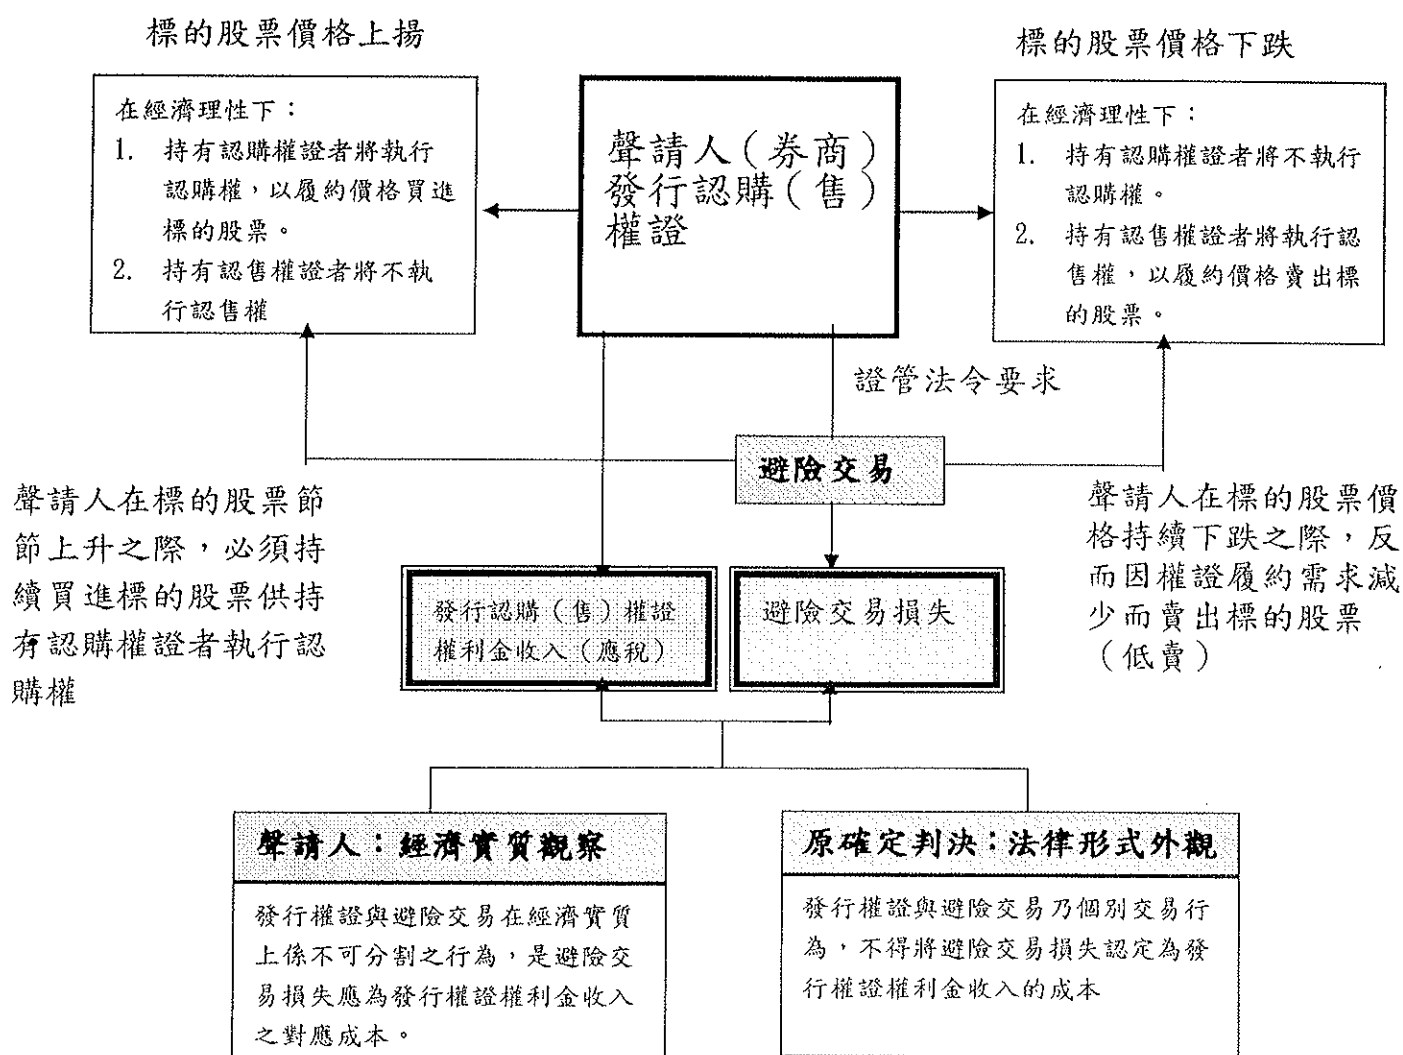 標的股票價格上揚
在經濟理性下：
1. 持有認購權證者將執行
認購權，以履約價格買進
標的股票。
2. 持有認售權證者將不執
行認售權
聲請人（券商）
發行認購（售）
權證
標的股票價格下跌
在經濟理性下：
1. 持有認購權證者將不執行
認購權。
2. 持有認售權證者將執行認
售權，以履約價格賣出標
的股票。
證管法令要求
避險交易
聲請人在標的股票節
節上升之際，必須持
續買進標的股票供持
有認購權證者執行認
購權
聲請人在標的股票價
格持續下跌之際，反
而因權證履約需求減
少而賣出標的股票
（低賣）
發行認購（售）權證
權利金收入（應稅）
避險交易損失
聲請人：經濟實質觀察
發行權證與避險交易在經濟實質
上係不可分割之行為，是避險交
易損失應為發行權證權利金收入
之對應成本。
原確定判決：法律形式外觀
發行權證與避險交易乃個別交易行
為，不得將避險交易損失認定為發
行權證權利金收入的成本